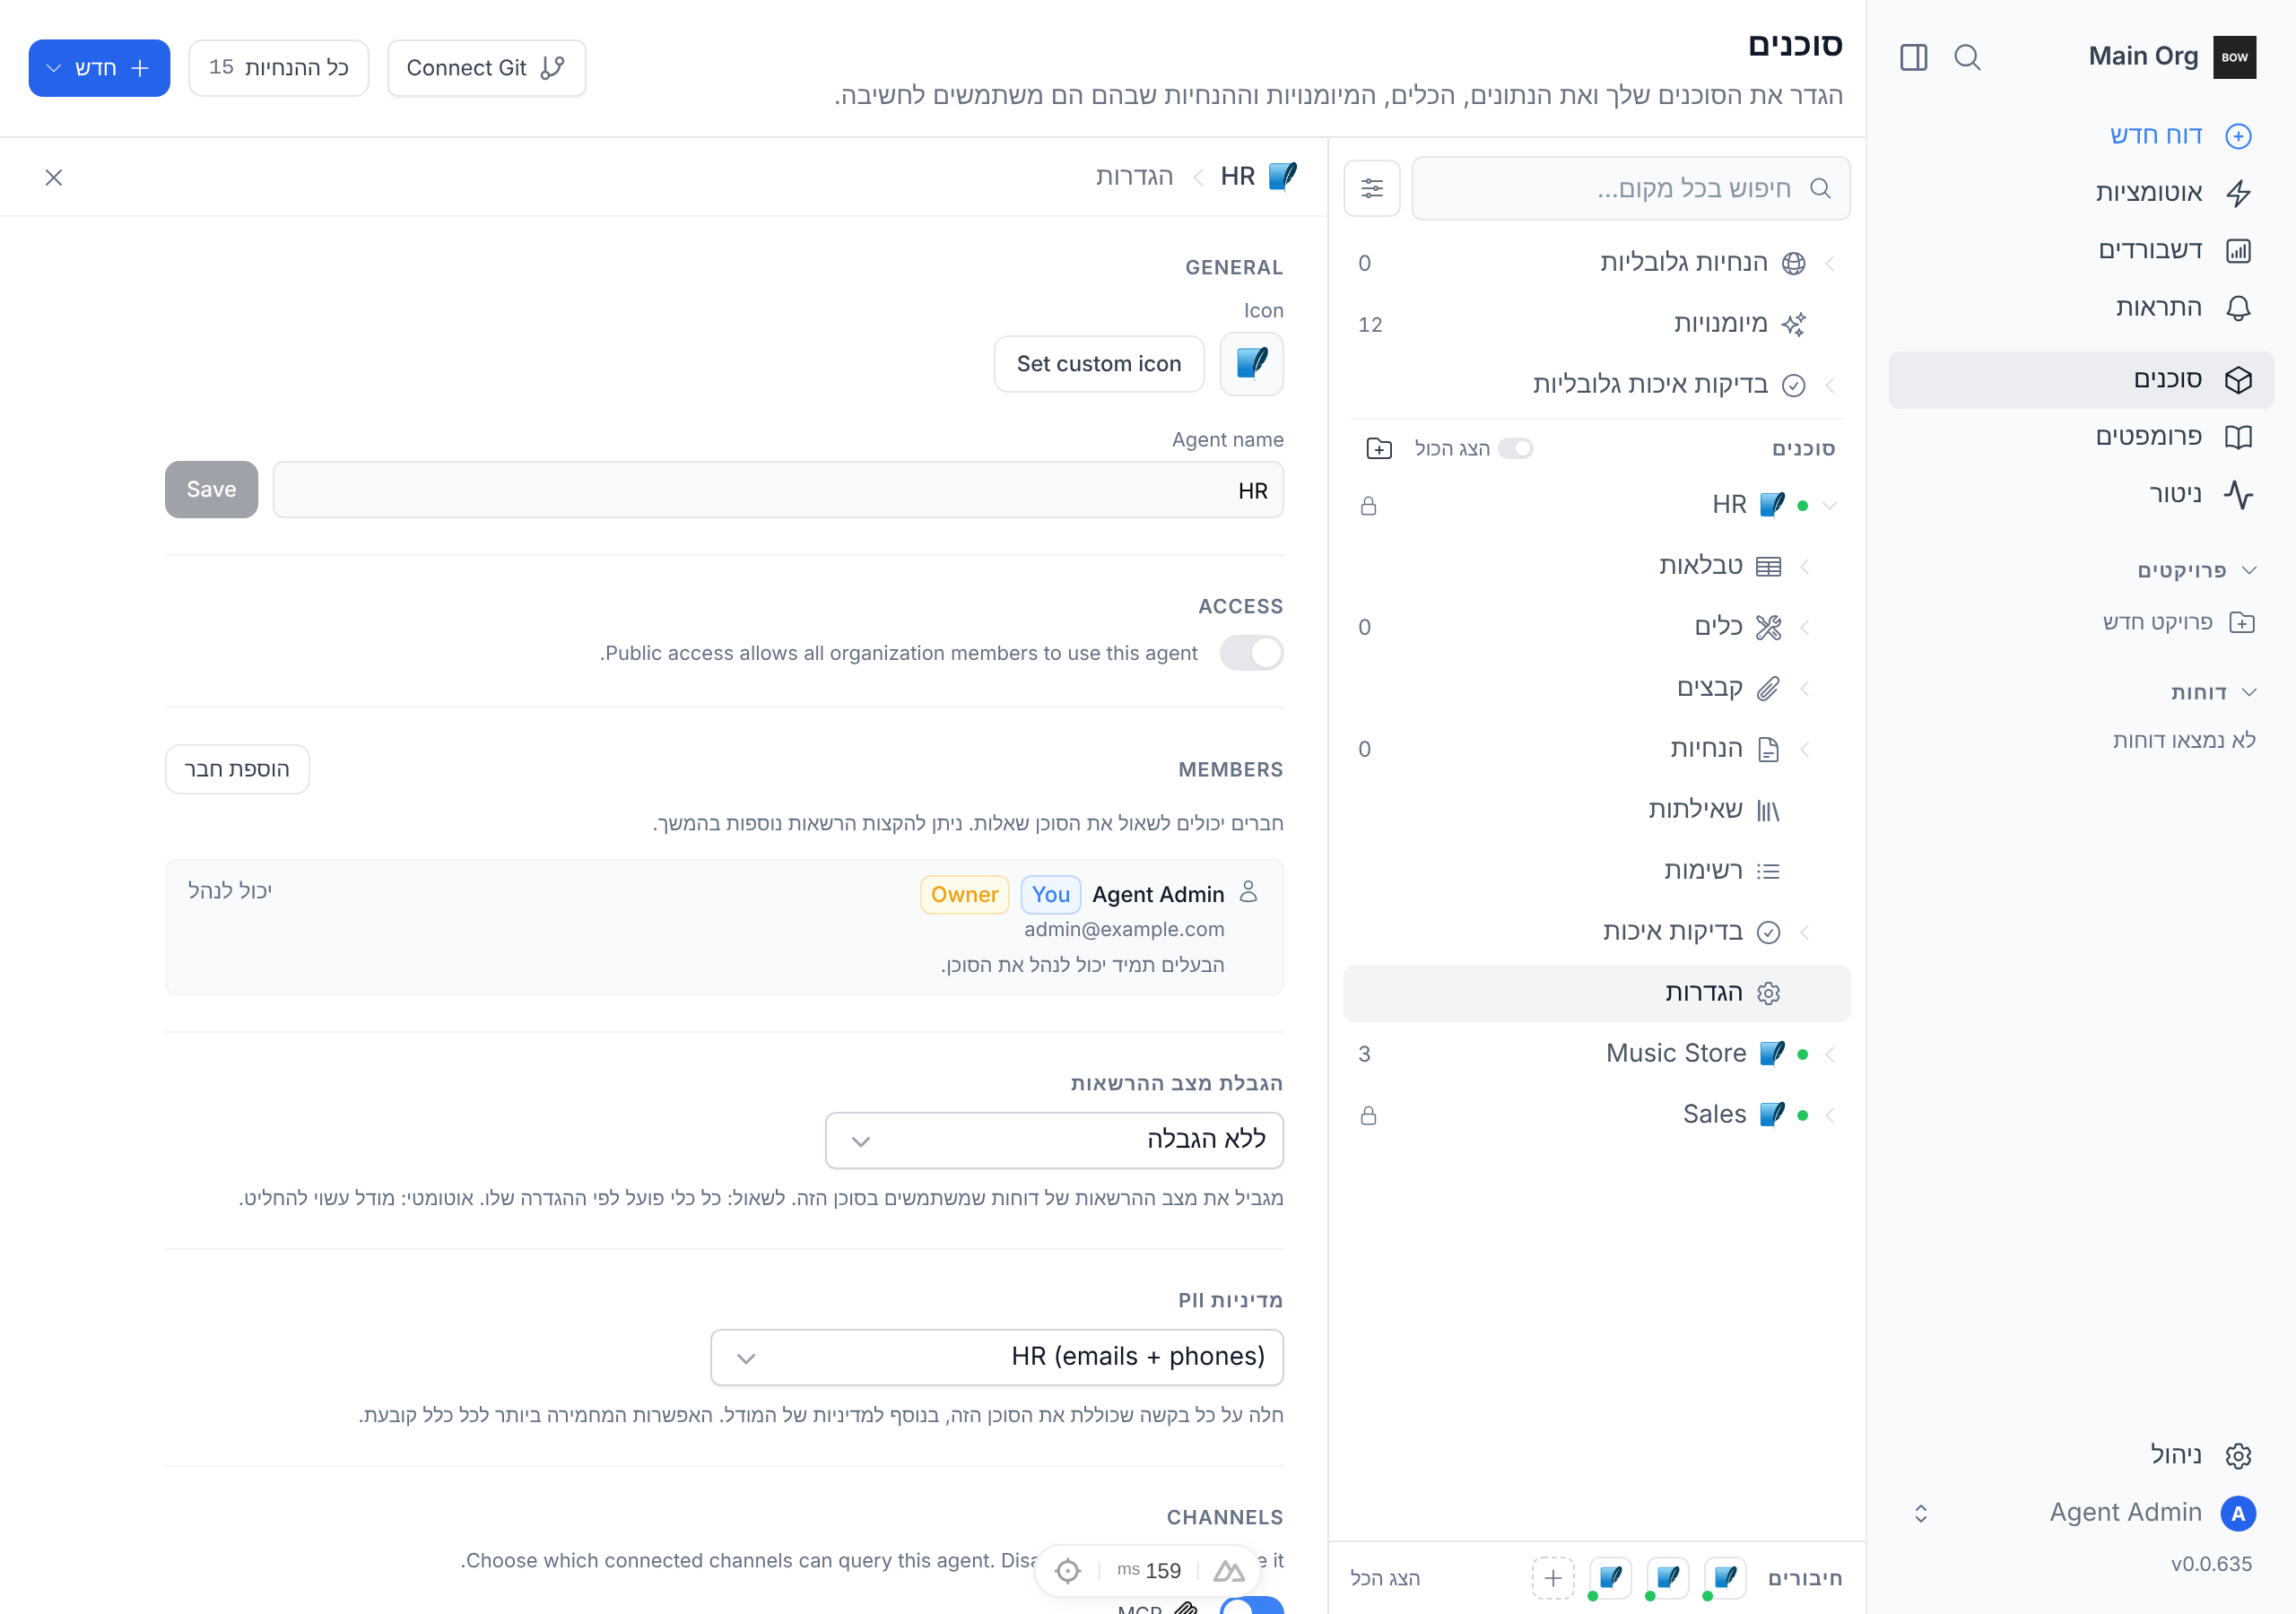 BOW
Main Org
דוח חדש
אוטומציות
דשבורדים
התראות
סוכנים
פרומפטים
ניטור
פרויקטים
פרויקט חדש
דוחות
לא נמצאו דוחות
ניהול
A
Agent Admin
v0.0.635
סוכנים
הגדר את הסוכנים שלך ואת הנתונים, הכלים, המיומנויות וההנחיות שבהם הם משתמשים לחשיבה.
Connect Git
כל ההנחיות 15
חדש
חיפוש בכל מקום...
הנחיות גלובליות 0
מיומנויות 12
בדיקות איכות גלובליות
סוכנים
הצג הכול
HR
טבלאות
כלים 0
קבצים
הנחיות 0
שאילתות
רשימות
בדיקות איכות
הגדרות
Music Store 3
Sales
חיבורים
הצג הכל
HR
הגדרות
GENERAL
Icon
Set custom icon
Agent name
HR
Save
ACCESS
Public access allows all organization members to use this agent.
MEMBERS
הוספת חבר
חברים יכולים לשאול את הסוכן שאלות. ניתן להקצות הרשאות נוספות בהמשך.
Agent Admin You Owner
יכול לנהל
admin@example.com
הבעלים תמיד יכול לנהל את הסוכן.
הגבלת מצב ההרשאות
ללא הגבלה
מגביל את מצב ההרשאות של דוחות שמשתמשים בסוכן הזה. לשאול: כל כלי פועל לפי ההגדרה שלו. אוטומטי: מודל עשוי להחליט.
מדיניות PII
HR (emails + phones)
חלה על כל בקשה שכוללת את הסוכן הזה, בנוסף למדיניות של המודל. האפשרות המחמירה ביותר לכל כלל קובעת.
CHANNELS
Choose which connected channels can query this agent.
159 ms
MCP